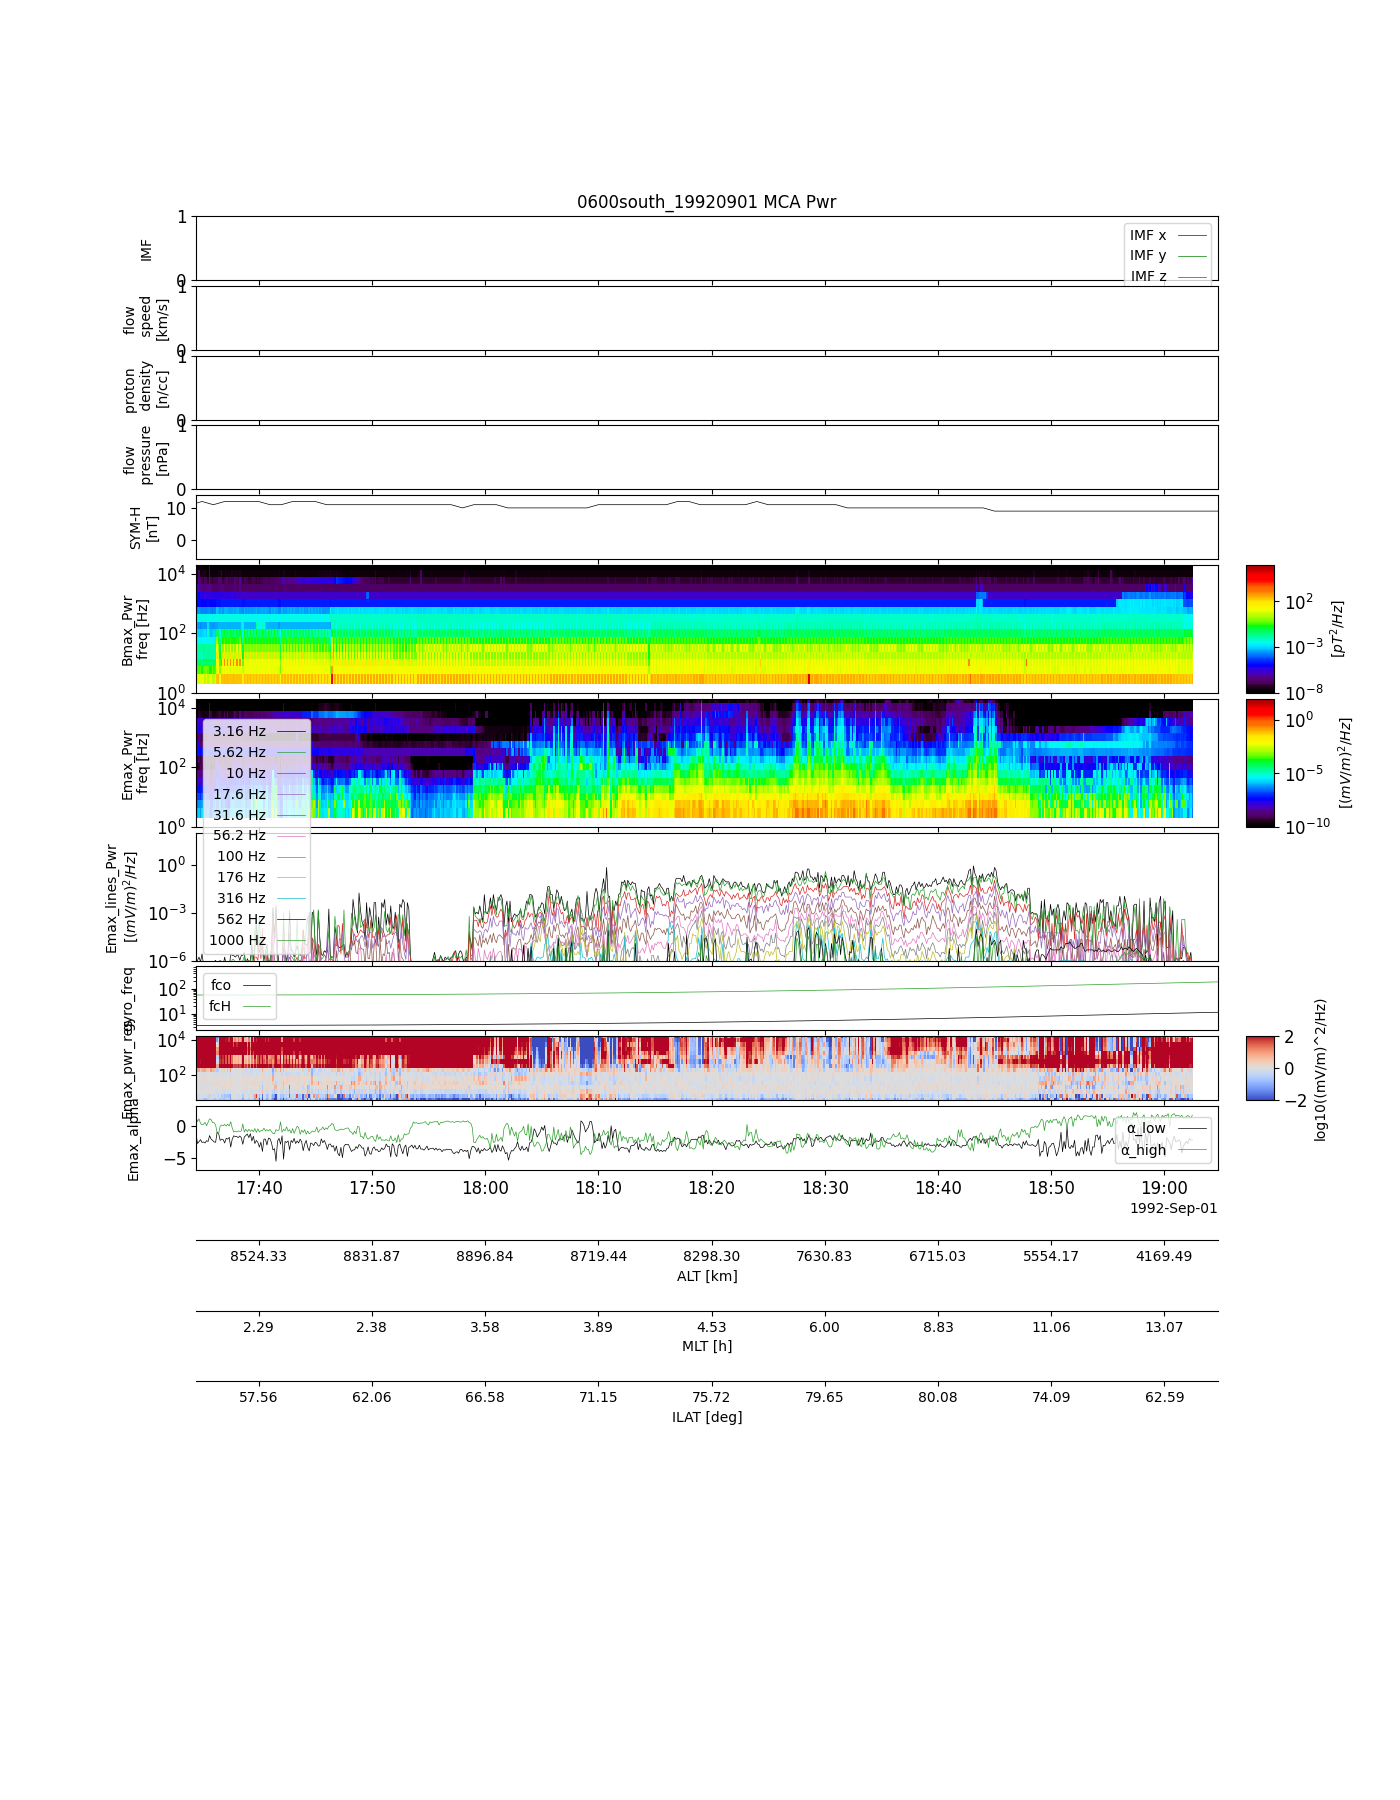 0600south_19920901 MCA Pwr
1
IMF
0
IMF x
IMF y
IMF z
1
flow
speed
[km/s]
0
1
proton
density
[n/cc]
0
1
flow
pressure
[nPa]
0
10
0
SYM-H
[nT]
10^4
10^2
10^0
Bmax_Pwr
freq [Hz]
10^2
10^-3
10^-8
[pT^2/Hz]
10^4
10^2
10^0
Emax_Pwr
freq [Hz]
10^0
10^-5
10^-10
[(mV/m)^2/Hz]
3.16 Hz
5.62 Hz
10 Hz
17.6 Hz
31.6 Hz
56.2 Hz
100 Hz
176 Hz
316 Hz
562 Hz
1000 Hz
10^0
10^-3
10^-6
Emax_lines_Pwr
[(mV/m)^2/Hz]
10^2
10^1
gyro_freq
fco
fcH
10^4
10^2
Emax_pwr_reg
2
0
−2
log10((mV/m)^2/Hz)
0
−5
Emax_alpha
α_low
α_high
17:40 17:50 18:00 18:10 18:20 18:30 18:40 18:50 19:00
1992-Sep-01
8524.33 8831.87 8896.84 8719.44 8298.30 7630.83 6715.03 5554.17 4169.49
ALT [km]
2.29 2.38 3.58 3.89 4.53 6.00 8.83 11.06 13.07
MLT [h]
57.56 62.06 66.58 71.15 75.72 79.65 80.08 74.09 62.59
ILAT [deg]